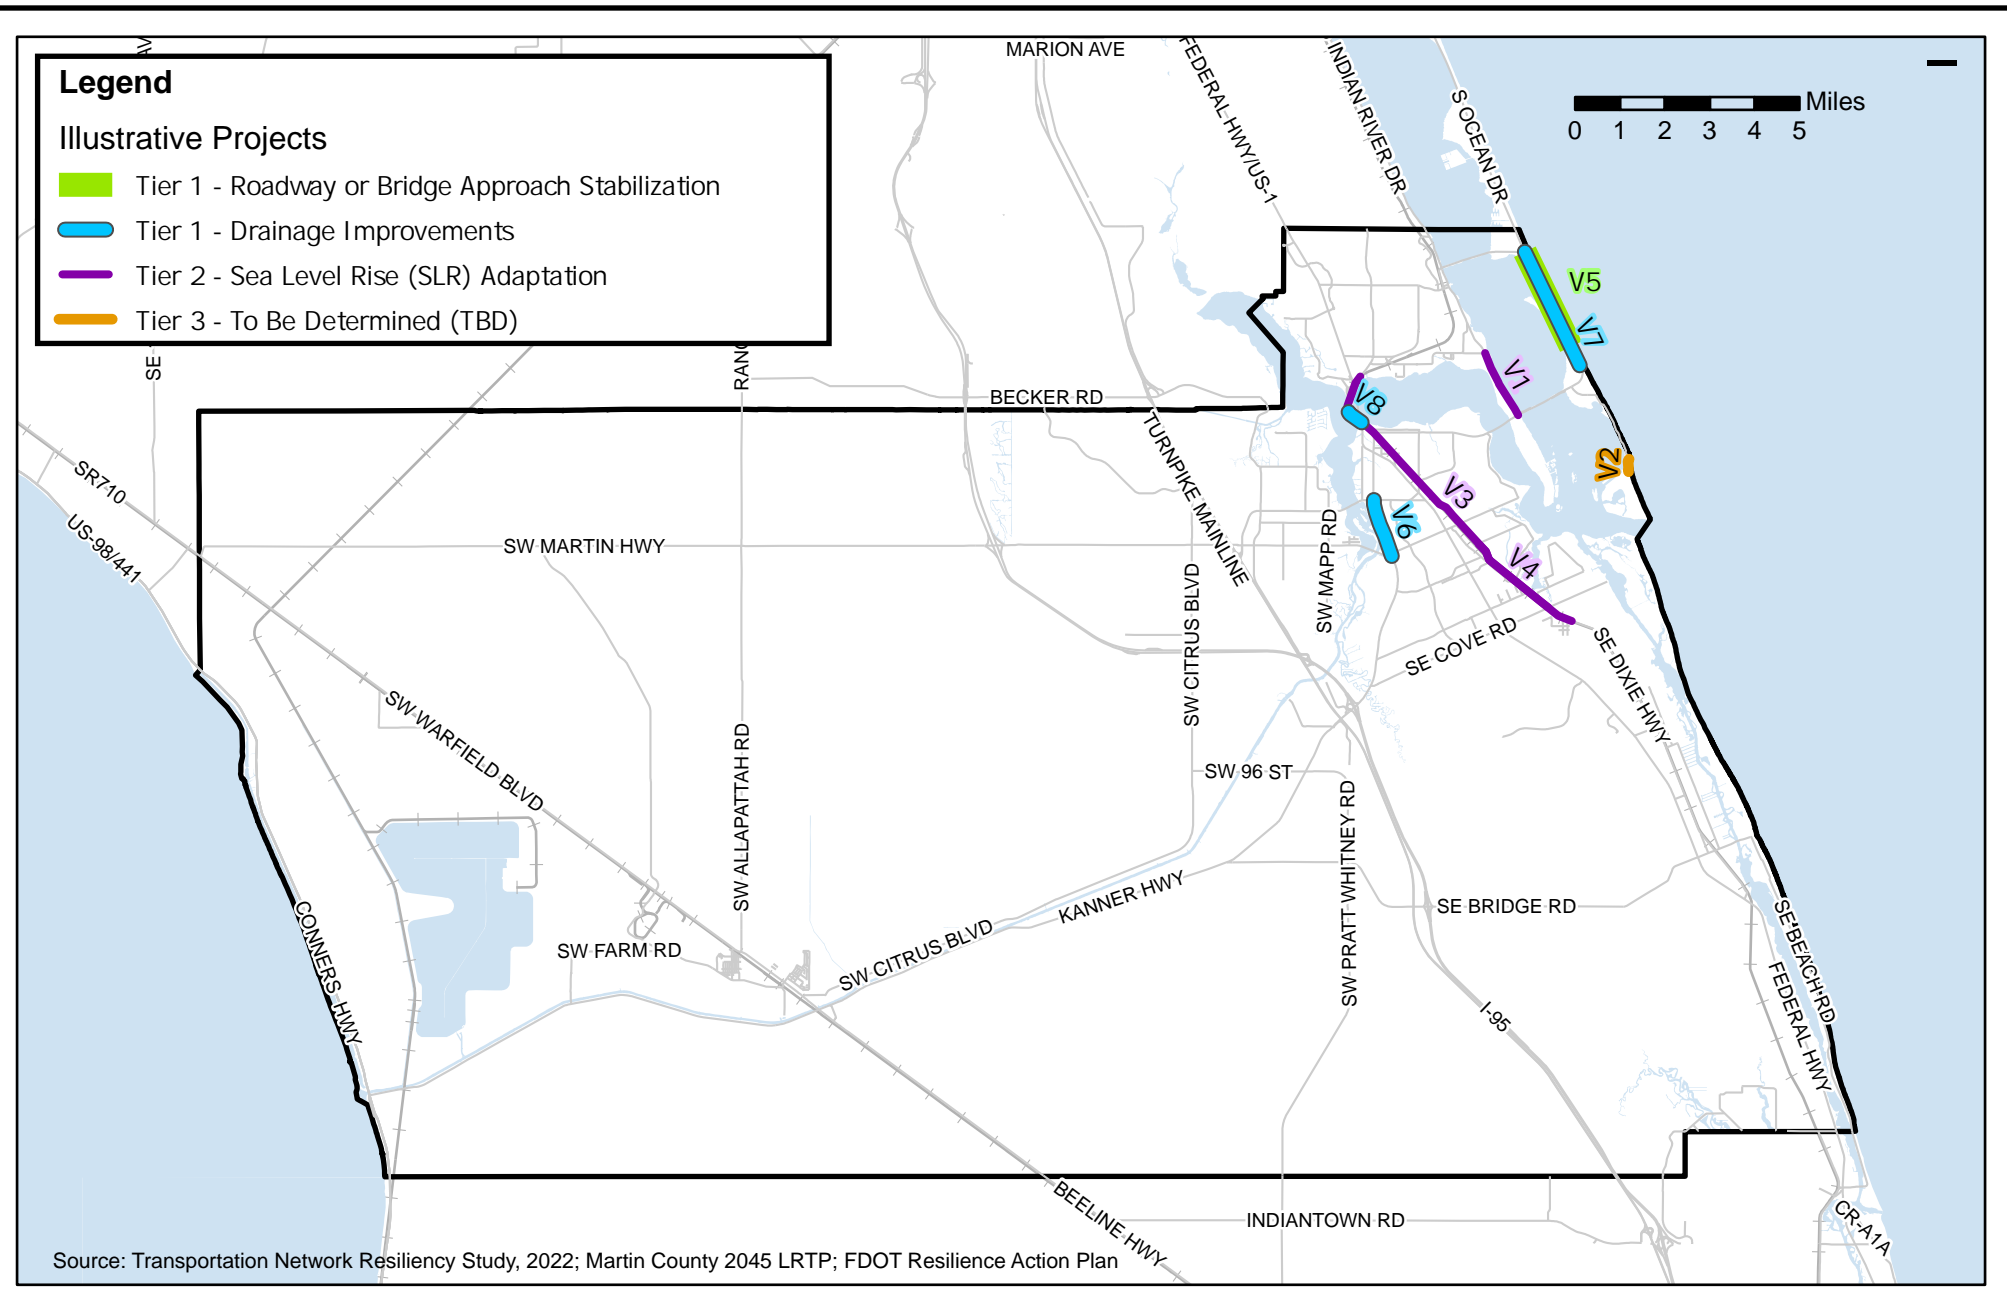 Legend
Illustrative Projects
Tier 1 - Roadway or Bridge Approach Stabilization
Tier 1 - Drainage Improvements
Tier 2 - Sea Level Rise (SLR) Adaptation
Tier 3 - To Be Determined (TBD)
MARION AVE
FEDERAL HWY/US-1
INDIAN RIVER DR
S OCEAN DR
Miles
0 1 2 3 4 5
V5
V7
V1
V8
V2
V3
V6
V4
SE
AV
RANG
BECKER RD
TURNPIKE MAINLINE
SR710
US-98/441
SW MARTIN HWY
SW MAPP RD
SW CITRUS BLVD
SE COVE RD
SE DIXIE HWY
SW WARFIELD BLVD
SW ALLAPATTAH RD
SW 96 ST
SW PRATT WHITNEY RD
KANNER HWY
SE BRIDGE RD
SW CITRUS BLVD
SW FARM RD
CONNERS HWY
SE BEACH RD
FEDERAL HWY
I-95
BEELINE HWY
INDIANTOWN RD
CR-A1A
Source: Transportation Network Resiliency Study, 2022; Martin County 2045 LRTP; FDOT Resilience Action Plan